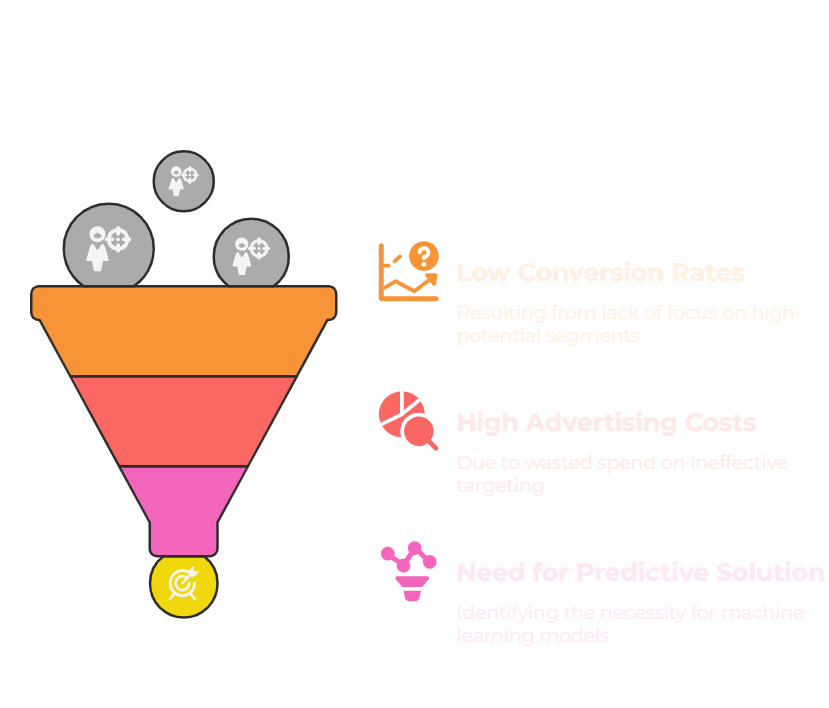 Low Conversion Rates
Resulting from lack of focus on high-
potential segments
High Advertising Costs
Due to wasted spend on ineffective
targeting
Need for Predictive Solution
Identifying the necessity for machine
learning models